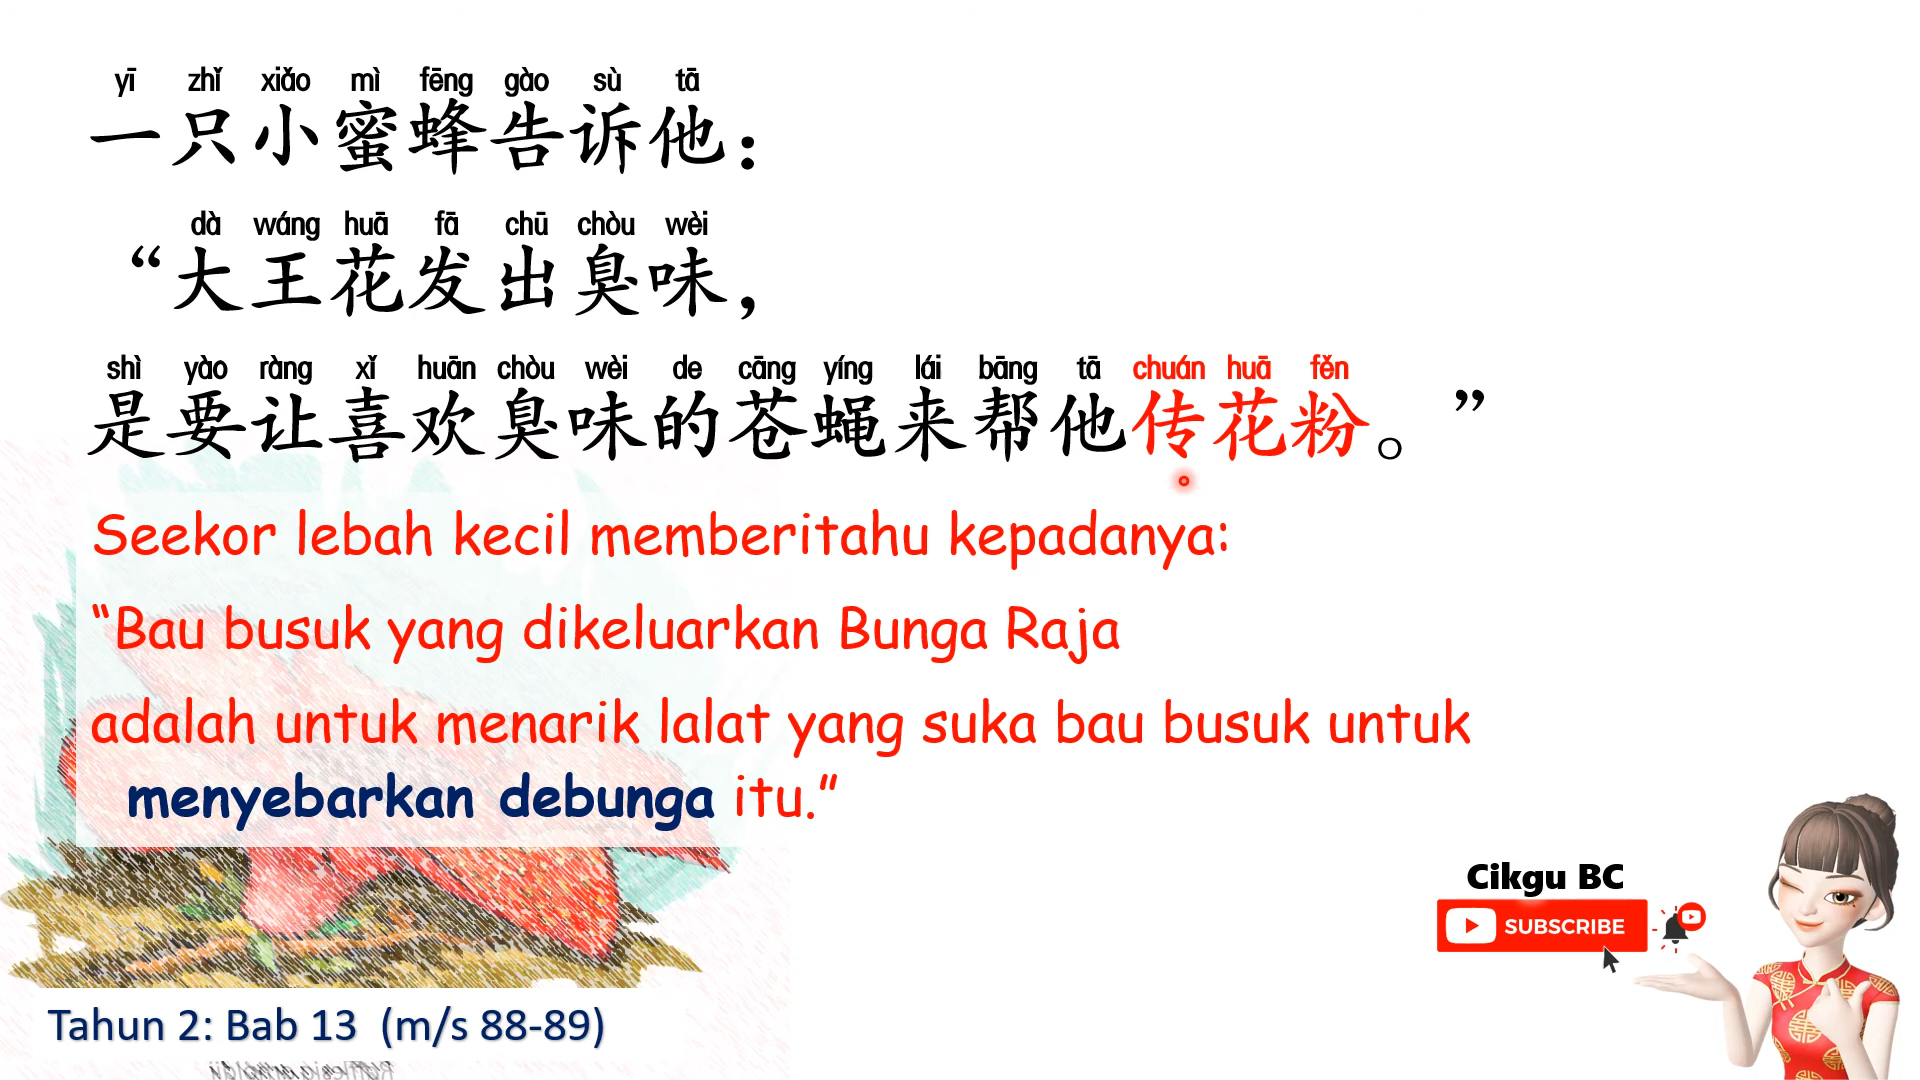 yī zhǐ xiǎo mì fēng gào sù tā
一只小蜜蜂告诉他：
dà wáng huā fā chū chòu wèi
“大王花发出臭味，
shì yào ràng xǐ huān chòu wèi de cāng yíng lái bāng tā chuán huā fěn
是要让喜欢臭味的苍蝇来帮他传花粉。”
Seekor lebah kecil memberitahu kepadanya:
“Bau busuk yang dikeluarkan Bunga Raja
adalah untuk menarik lalat yang suka bau busuk untuk
menyebarkan debunga itu.”
Cikgu BC
SUBSCRIBE
Tahun 2: Bab 13 (m/s 88-89)